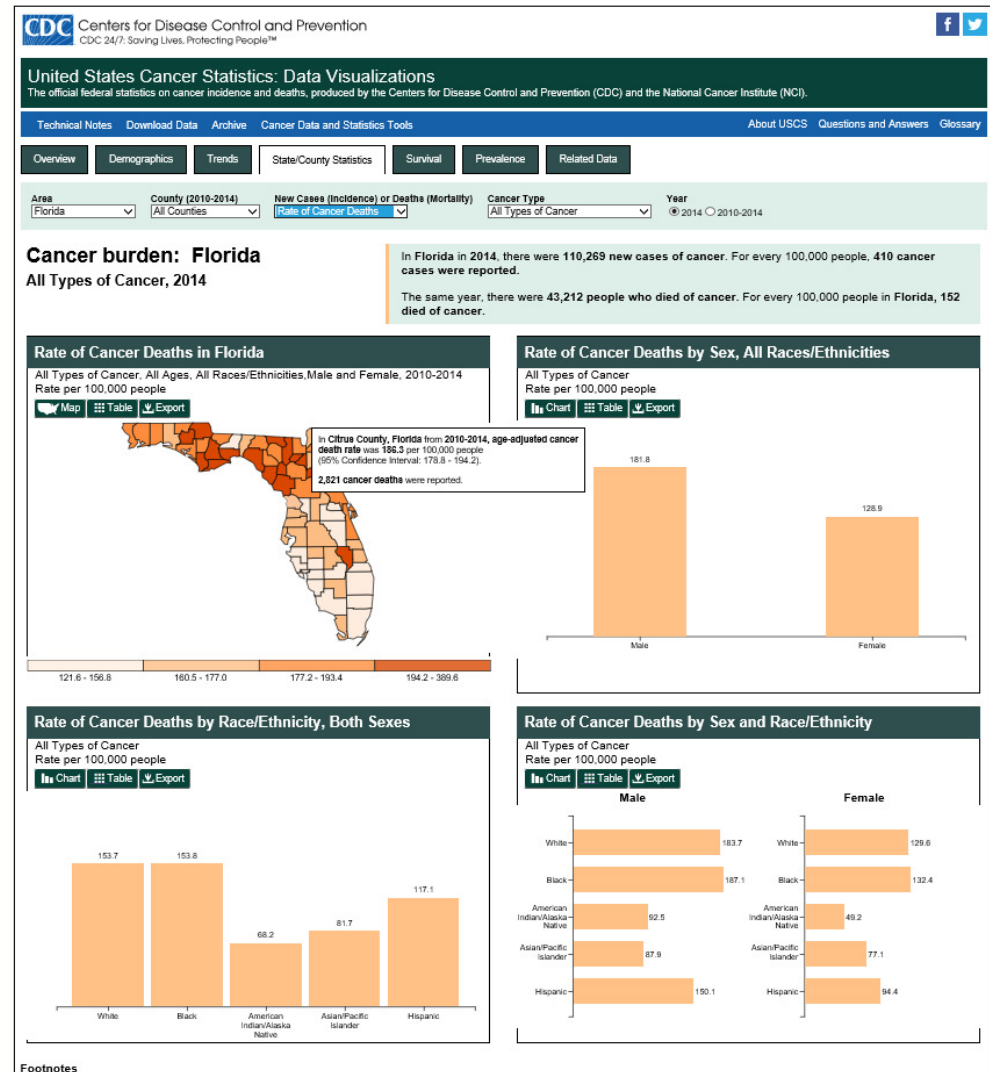 CDC Centers for Disease Control and Prevention
CDC 24/7: Saving Lives, Protecting People™
f
United States Cancer Statistics: Data Visualizations
The official federal statistics on cancer incidence and deaths, produced by the Centers for Disease Control and Prevention (CDC) and the National Cancer Institute (NCI).
Technical Notes Download Data Archive Cancer Data and Statistics Tools About USCS Questions and Answers Glossary
Overview Demographics Trends State/County Statistics Survival Prevalence Related Data
Area County (2010-2014) New Cases (Incidence) or Deaths (Mortality) Cancer Type Year
Florida All Counties Rate of Cancer Deaths All Types of Cancer 2014 2010-2014
Cancer burden: Florida
All Types of Cancer, 2014
In Florida in 2014, there were 110,269 new cases of cancer. For every 100,000 people, 410 cancer
cases were reported.
The same year, there were 43,212 people who died of cancer. For every 100,000 people in Florida, 152
died of cancer.
Rate of Cancer Deaths in Florida
All Types of Cancer, All Ages, All Races/Ethnicities,Male and Female, 2010-2014
Rate per 100,000 people
Map Table Export
In Citrus County, Florida from 2010-2014, age-adjusted cancer
death rate was 186.3 per 100,000 people
(95% Confidence Interval: 178.8 - 194.2).
2,821 cancer deaths were reported.
121.6 - 156.8 160.5 - 177.0 177.2 - 193.4 194.2 - 389.6
Rate of Cancer Deaths by Sex, All Races/Ethnicities
All Types of Cancer
Rate per 100,000 people
Chart Table Export
181.8
128.9
Male Female
Rate of Cancer Deaths by Race/Ethnicity, Both Sexes
All Types of Cancer
Rate per 100,000 people
Chart Table Export
153.7 153.8 68.2 81.7 117.1
White Black American Asian/Pacific Hispanic
Indian/Alaska Islander
Native
Rate of Cancer Deaths by Sex and Race/Ethnicity
All Types of Cancer
Rate per 100,000 people
Chart Table Export
Male Female
White 183.7 White 129.6
Black 187.1 Black 132.4
American American
Indian/Alaska 92.5 Indian/Alaska 49.2
Native Native
Asian/Pacific 87.9 Asian/Pacific 77.1
Islander Islander
Hispanic 150.1 Hispanic 94.4
Footnotes